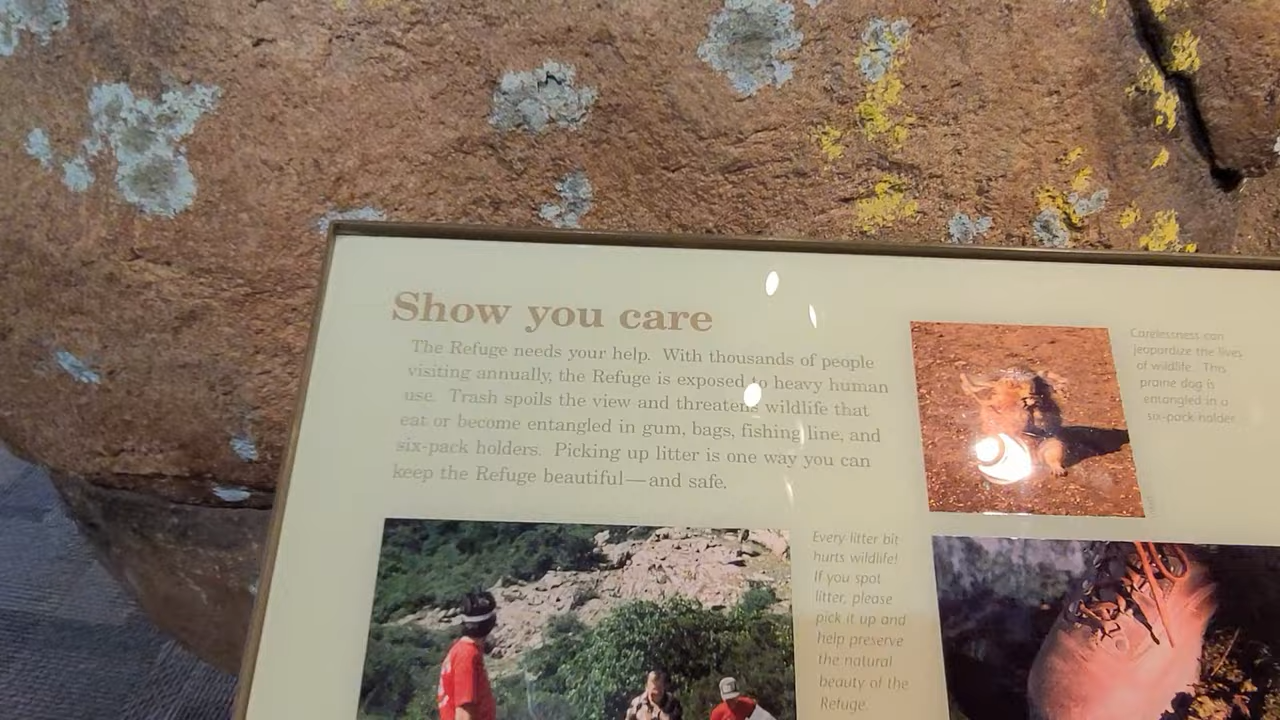 Show you care
The Refuge needs your help. With thousands of people
visiting annually, the Refuge is exposed to heavy human
use. Trash spoils the view and threatens wildlife that
eat or become entangled in gum, bags, fishing line, and
six-pack holders. Picking up litter is one way you can
keep the Refuge beautiful—and safe.
Carelessness can
jeopardize the lives
of wildlife. This
prairie dog is
entangled in a
six-pack holder.
Every litter bit
hurts wildlife!
If you spot
litter, please
pick it up and
help preserve
the natural
beauty of the
Refuge.